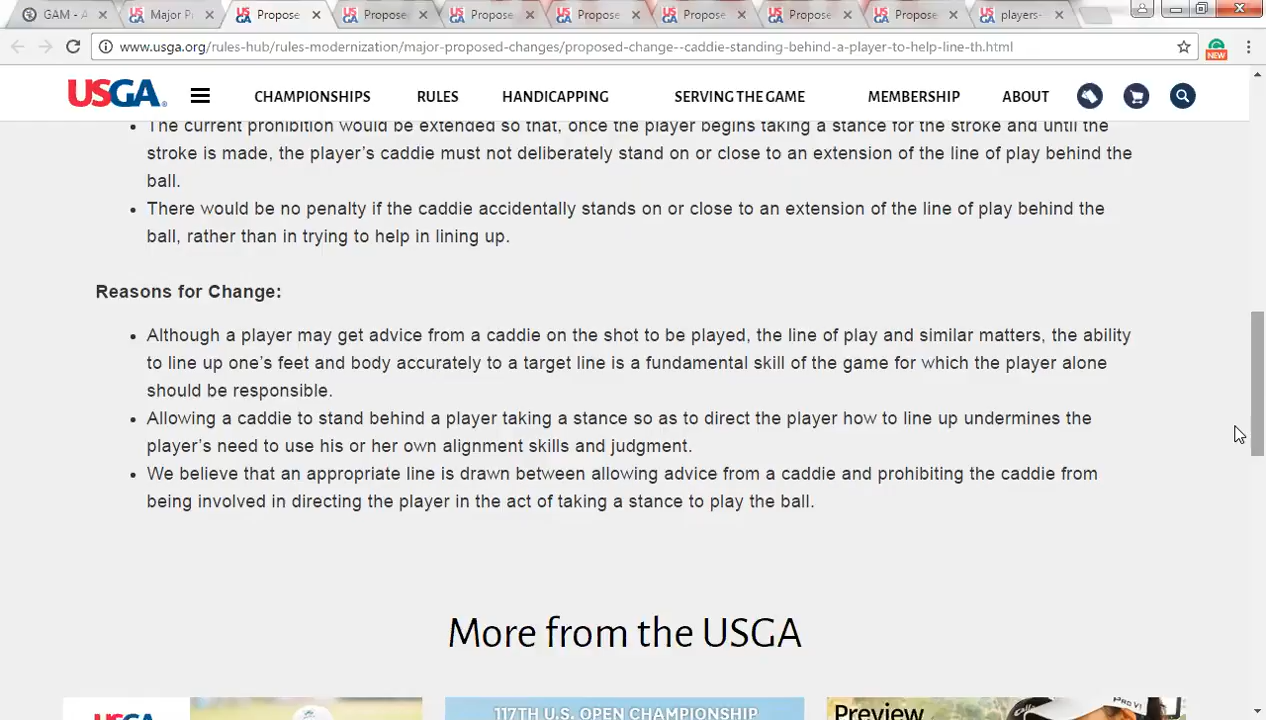 GAM - A
Major P
Propose
Propose
Propose
Propose
Propose
Propose
Propose
players-
www.usga.org/rules-hub/rules-modernization/major-proposed-changes/proposed-change--caddie-standing-behind-a-player-to-help-line-th.html
NEW
USGA
CHAMPIONSHIPS RULES HANDICAPPING SERVING THE GAME MEMBERSHIP ABOUT
The current prohibition would be extended so that, once the player begins taking a stance for the stroke and until the
stroke is made, the player's caddie must not deliberately stand on or close to an extension of the line of play behind the
ball.
There would be no penalty if the caddie accidentally stands on or close to an extension of the line of play behind the
ball, rather than in trying to help in lining up.
Reasons for Change:
Although a player may get advice from a caddie on the shot to be played, the line of play and similar matters, the ability
to line up one's feet and body accurately to a target line is a fundamental skill of the game for which the player alone
should be responsible.
Allowing a caddie to stand behind a player taking a stance so as to direct the player how to line up undermines the
player's need to use his or her own alignment skills and judgment.
We believe that an appropriate line is drawn between allowing advice from a caddie and prohibiting the caddie from
being involved in directing the player in the act of taking a stance to play the ball.
More from the USGA
USGA
117TH U.S. OPEN CHAMPIONSHIP
Preview
PRO V1